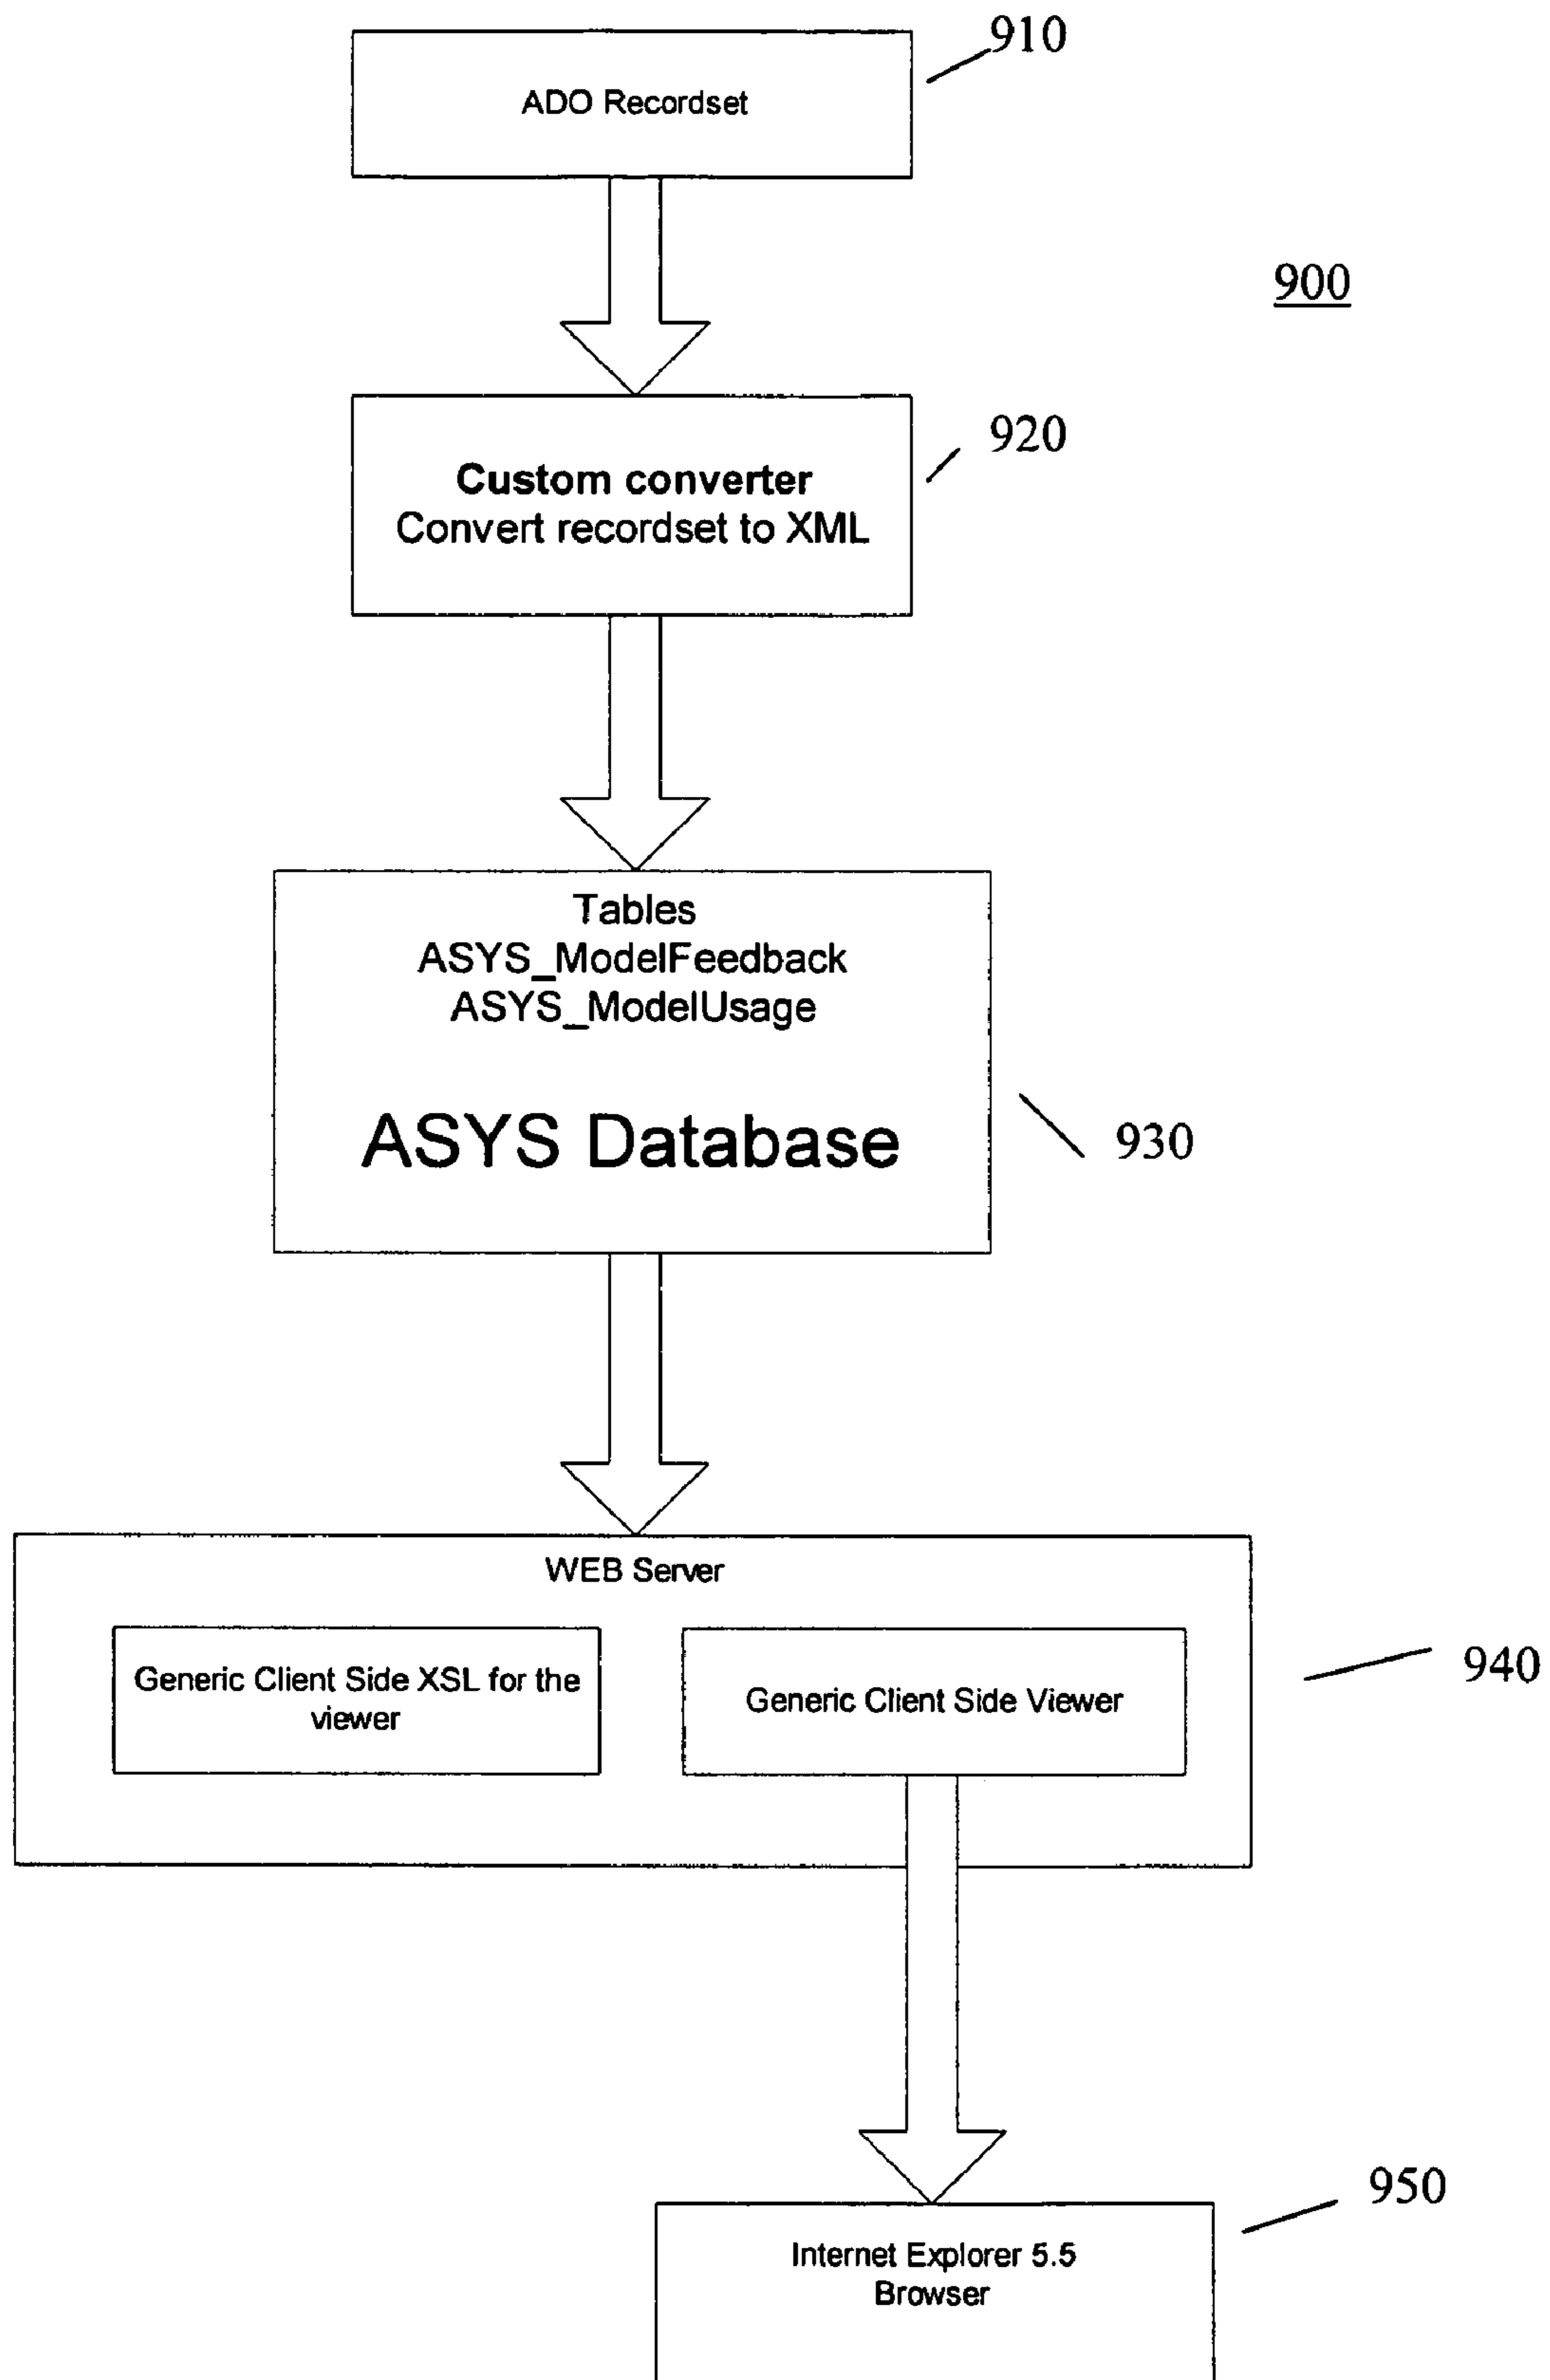 910
ADO Recordset
900
920
Custom converter
Convert recordset to XML
Tables
ASYS_ModelFeedback
ASYS_ModelUsage
ASYS Database
930
WEB Server
Generic Client Side XSL for the
viewer
Generic Client Side Viewer
940
950
Internet Explorer 5.5
Browser